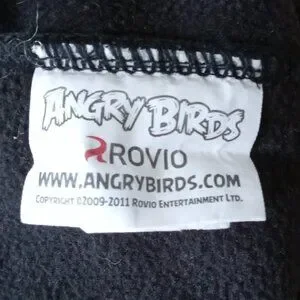 ANGRY BIRDS
ROVIO
WWW.ANGRYBIRDS.COM
COPYRIGHT ©2009-2011 ROVIO ENTERTAINMENT LTD.